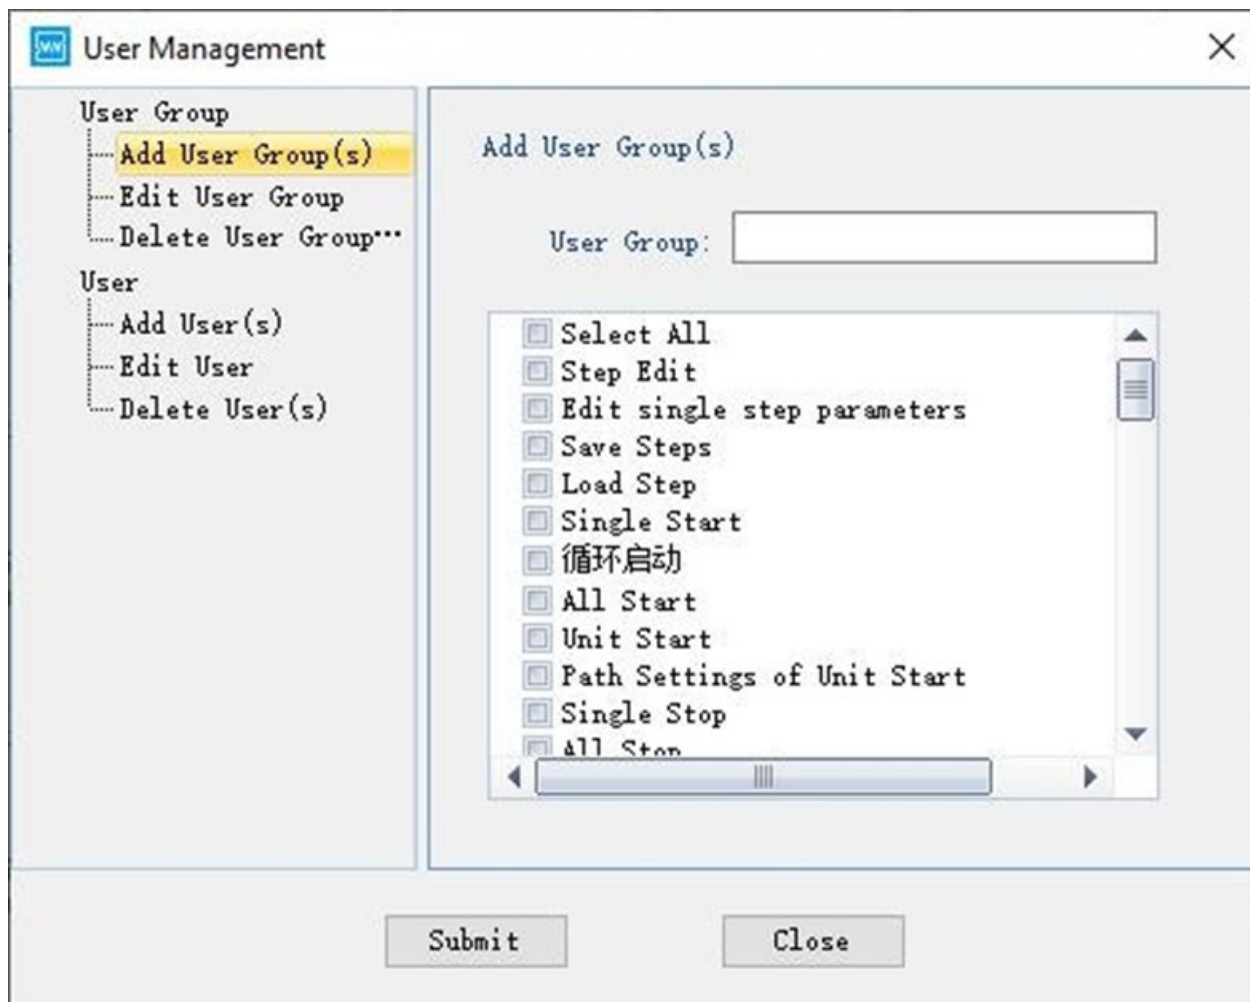 User Management
User Group
Add User Group(s)
Edit User Group
Delete User Group…
User
Add User(s)
Edit User
Delete User(s)
Add User Group(s)
User Group:
Select All
Step Edit
Edit single step parameters
Save Steps
Load Step
Single Start
循环启动
All Start
Unit Start
Path Settings of Unit Start
Single Stop
All Stop
Submit
Close